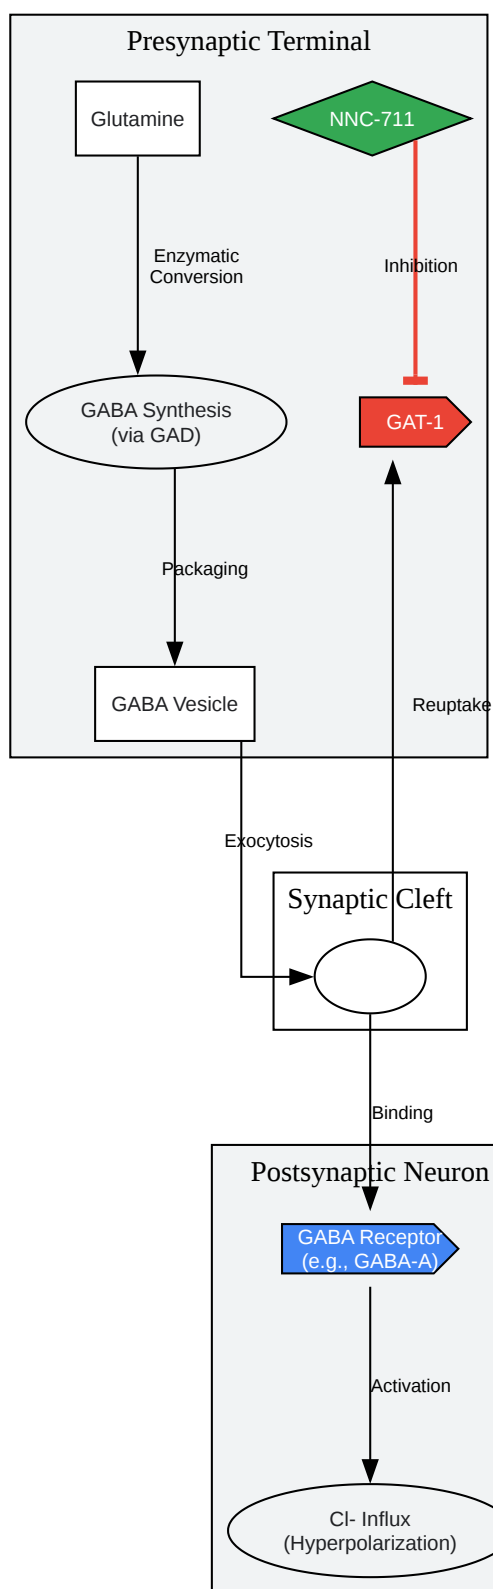 Presynaptic Terminal
Glutamine
NNC-711
Enzymatic
Conversion
Inhibition
GABA Synthesis
(via GAD)
GAT-1
Packaging
GABA Vesicle
Reuptake
Exocytosis
Synaptic Cleft
Binding
Postsynaptic Neuron
GABA Receptor
(e.g., GABA-A)
Activation
Cl- Influx
(Hyperpolarization)